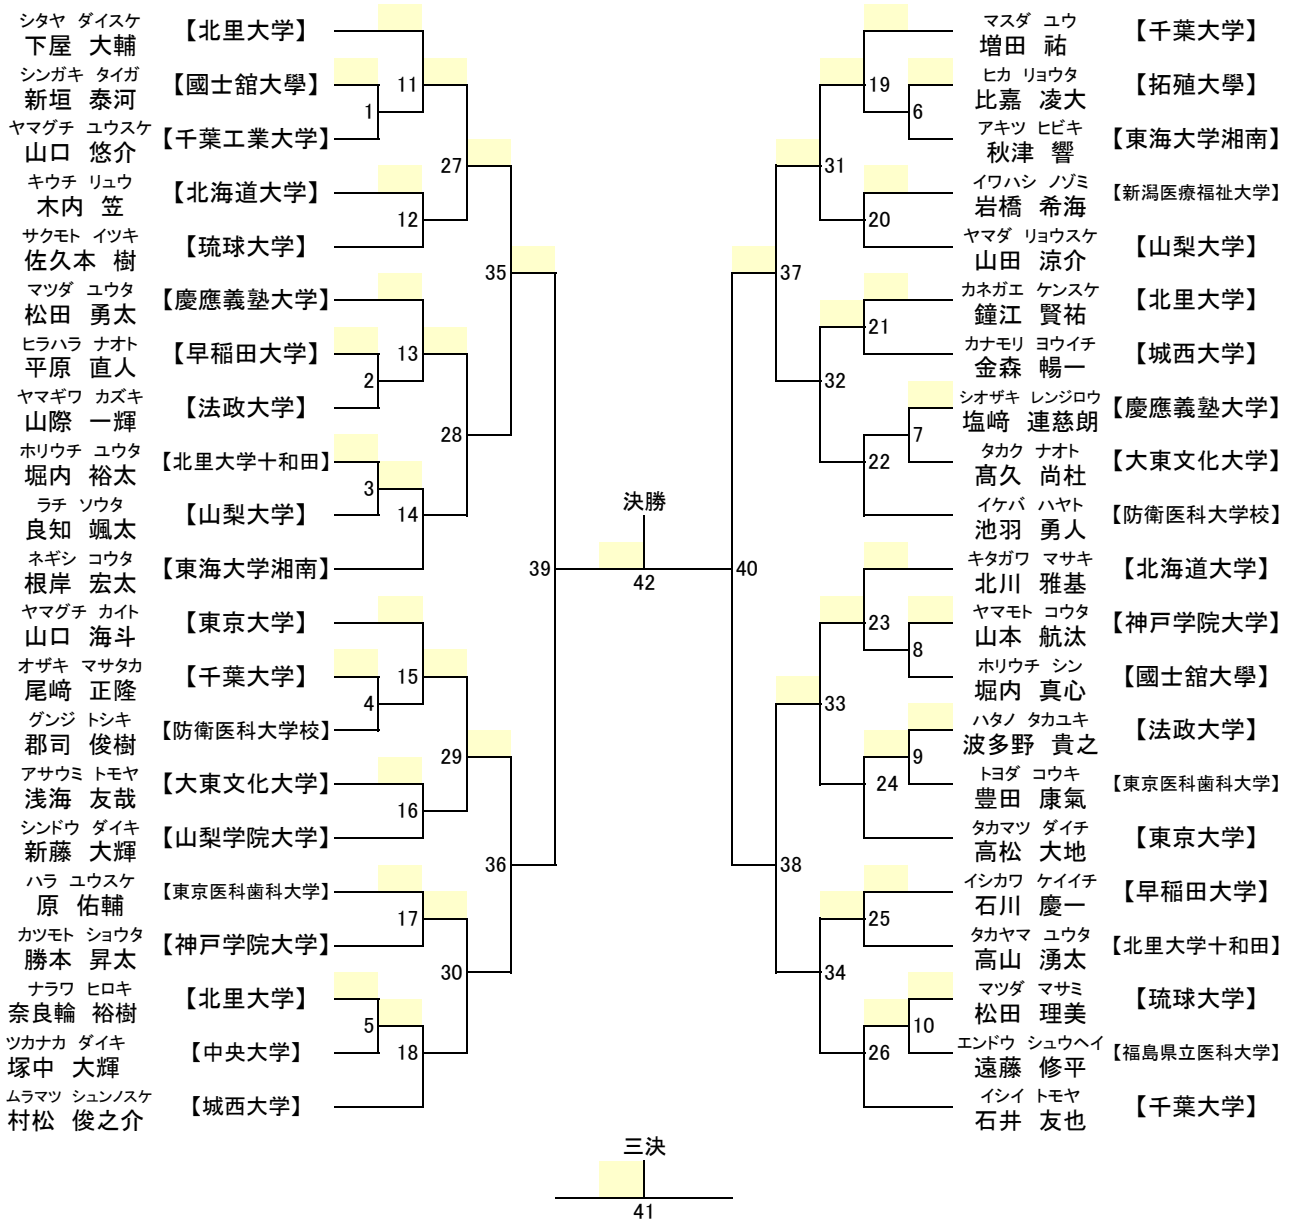 シタヤ ダイスケ
下屋 大輔 【北里大学】
シンガキ タイガ
新垣 泰河 【國士舘大學】
ヤマグチ ユウスケ
山口 悠介 【千葉工業大学】
キウチ リュウ
木内 笠 【北海道大学】
サクモト イツキ
佐久本 樹 【琉球大学】
マツダ ユウタ
松田 勇太 【慶應義塾大学】
ヒラハラ ナオト
平原 直人 【早稲田大学】
ヤマギワ カズキ
山際 一輝 【法政大学】
ホリウチ ユウタ
堀内 裕太 【北里大学十和田】
ラチ ソウタ
良知 颯太 【山梨大学】
ネギシ コウタ
根岸 宏太 【東海大学湘南】
ヤマグチ カイト
山口 海斗 【東京大学】
オザキ マサタカ
尾﨑 正隆 【千葉大学】
グンジ トシキ
郡司 俊樹 【防衛医科大学校】
アサウミ トモヤ
浅海 友哉 【大東文化大学】
シンドウ ダイキ
新藤 大輝 【山梨学院大学】
ハラ ユウスケ
原 佑輔 【東京医科歯科大学】
カツモト ショウタ
勝本 昇太 【神戸学院大学】
ナラワ ヒロキ
奈良輪 裕樹 【北里大学】
ツカナカ ダイキ
塚中 大輝 【中央大学】
ムラマツ シュンノスケ
村松 俊之介 【城西大学】
1
2
3
4
5
11
12
13
14
15
16
17
18
27
28
29
30
35
36
39
決勝
42
40
37
38
31
32
33
34
19
20
21
22
23
24
25
26
6
7
8
9
10
マスダ ユウ
増田 祐 【千葉大学】
ヒカ リョウタ
比嘉 凌大 【拓殖大學】
アキツ ヒビキ
秋津 響 【東海大学湘南】
イワハシ ノゾミ
岩橋 希海 【新潟医療福祉大学】
ヤマダ リョウスケ
山田 涼介 【山梨大学】
カネガエ ケンスケ
鐘江 賢祐 【北里大学】
カナモリ ヨウイチ
金森 暢一 【城西大学】
シオザキ レンジロウ
塩﨑 連慈朗 【慶應義塾大学】
タカク ナオト
髙久 尚杜 【大東文化大学】
イケバ ハヤト
池羽 勇人 【防衛医科大学校】
キタガワ マサキ
北川 雅基 【北海道大学】
ヤマモト コウタ
山本 航汰 【神戸学院大学】
ホリウチ シン
堀内 真心 【國士舘大學】
ハタノ タカユキ
波多野 貴之 【法政大学】
トヨダ コウキ
豊田 康氣 【東京医科歯科大学】
タカマツ ダイチ
高松 大地 【東京大学】
イシカワ ケイイチ
石川 慶一 【早稲田大学】
タカヤマ ユウタ
高山 湧太 【北里大学十和田】
マツダ マサミ
松田 理美 【琉球大学】
エンドウ シュウヘイ
遠藤 修平 【福島県立医科大学】
イシイ トモヤ
石井 友也 【千葉大学】
三決
41